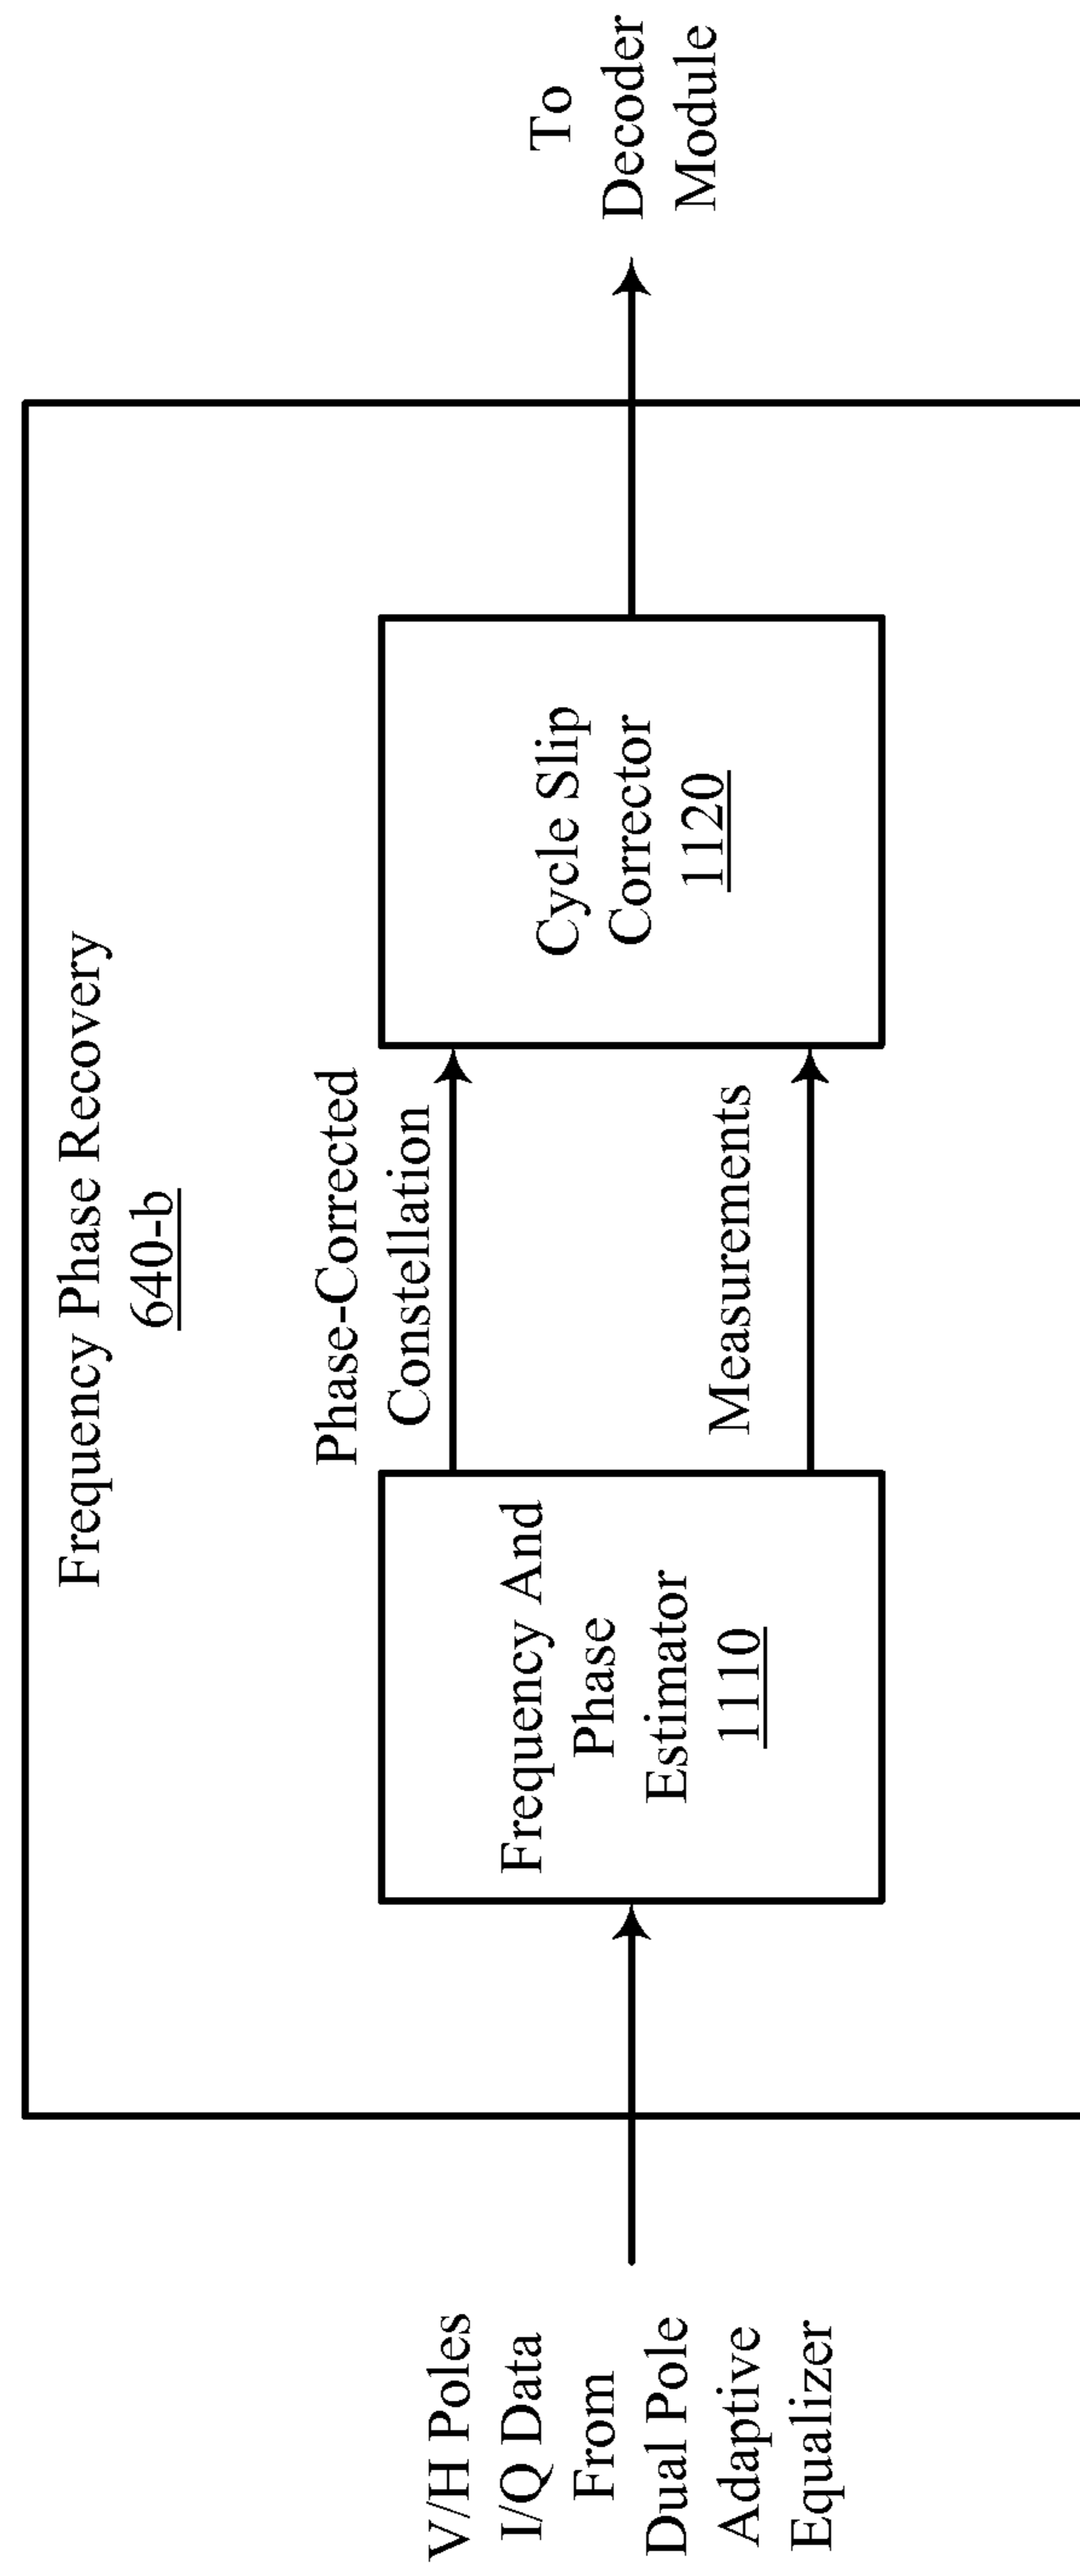 Frequency Phase Recovery
640-b
V/H Poles
I/Q Data
From
Dual Pole
Adaptive
Equalizer
Frequency And
Phase
Estimator
1110
Phase-Corrected
Constellation
Measurements
Cycle Slip
Corrector
1120
To
Decoder
Module